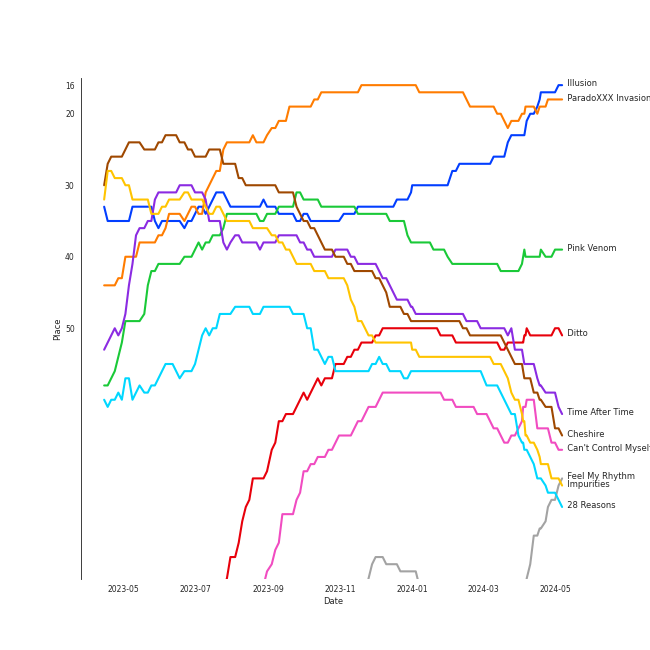 16
20
30
40
50
Place
Illusion
ParadoXXX Invasion
Pink Venom
Ditto
Time After Time
Cheshire
Can't Control Myself
Feel My Rhythm
Impurities
28 Reasons
2023-05
2023-07
2023-09
2023-11
2024-01
2024-03
2024-05
Date